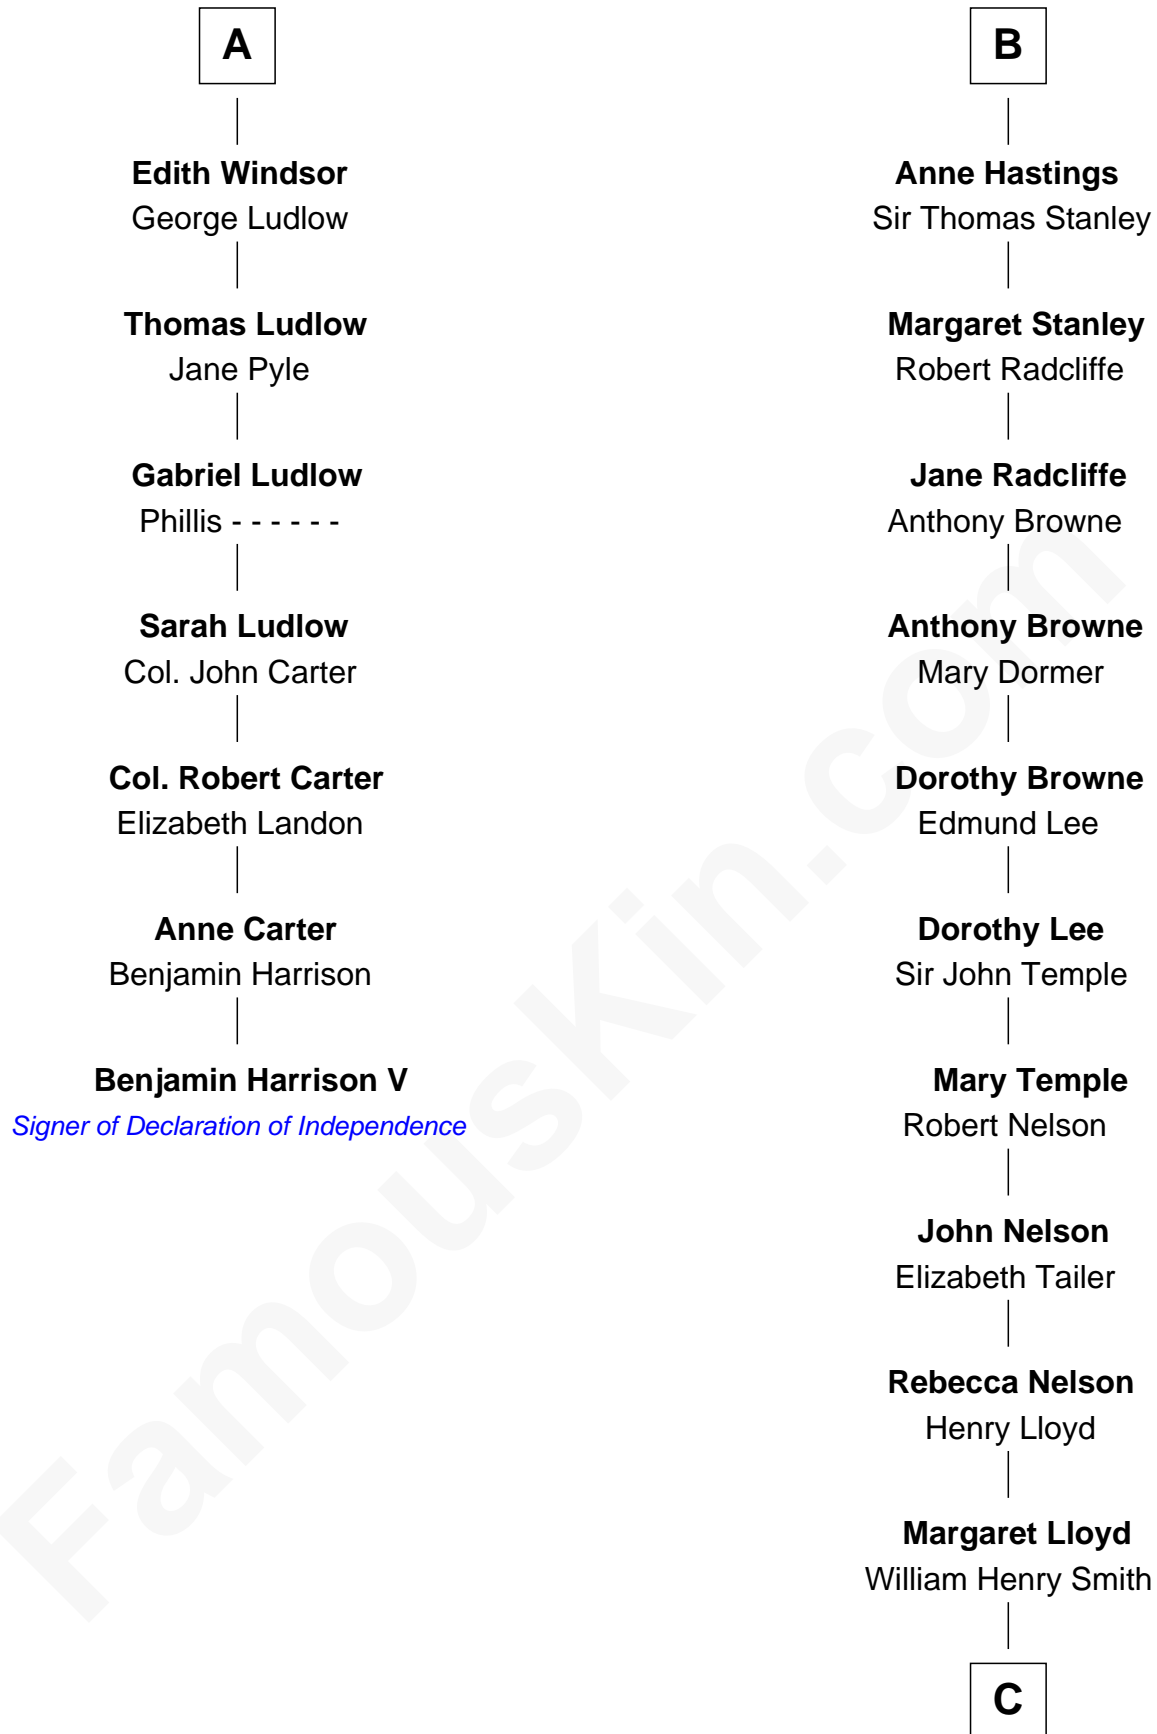 A
Edith Windsor
George Ludlow
Thomas Ludlow
Jane Pyle
Gabriel Ludlow
Phillis - - - - - -
Sarah Ludlow
Col. John Carter
Col. Robert Carter
Elizabeth Landon
Anne Carter
Benjamin Harrison
Benjamin Harrison V
Signer of Declaration of Independence
B
Anne Hastings
Sir Thomas Stanley
Margaret Stanley
Robert Radcliffe
Jane Radcliffe
Anthony Browne
Anthony Browne
Mary Dormer
Dorothy Browne
Edmund Lee
Dorothy Lee
Sir John Temple
Mary Temple
Robert Nelson
John Nelson
Elizabeth Tailer
Rebecca Nelson
Henry Lloyd
Margaret Lloyd
William Henry Smith
C
FamousKin.com